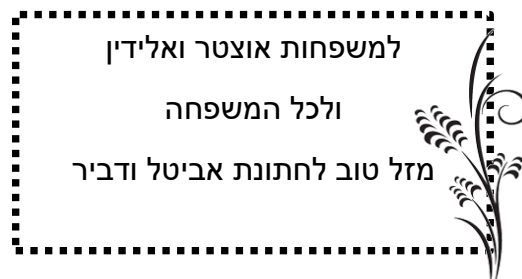 למשפחות אוצטר ואלידין
ולכל המשפחה
מזל טוב לחתונת אביטל ודביר